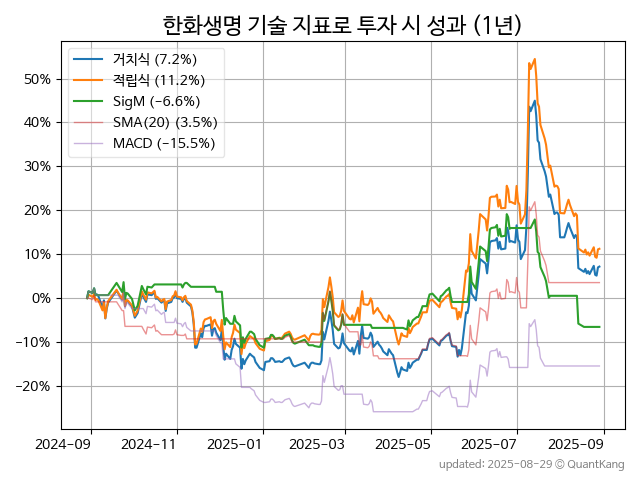 한화생명 기술 지표로 투자 시 성과 (1년)
거치식 (7.2%)
적립식 (11.2%)
SigM (−6.6%)
SMA(20) (3.5%)
MACD (−15.5%)
50%
40%
30%
20%
10%
0%
−10%
−20%
2024-09 2024-11 2025-01 2025-03 2025-05 2025-07 2025-09
updated: 2025-08-29 © QuantKang